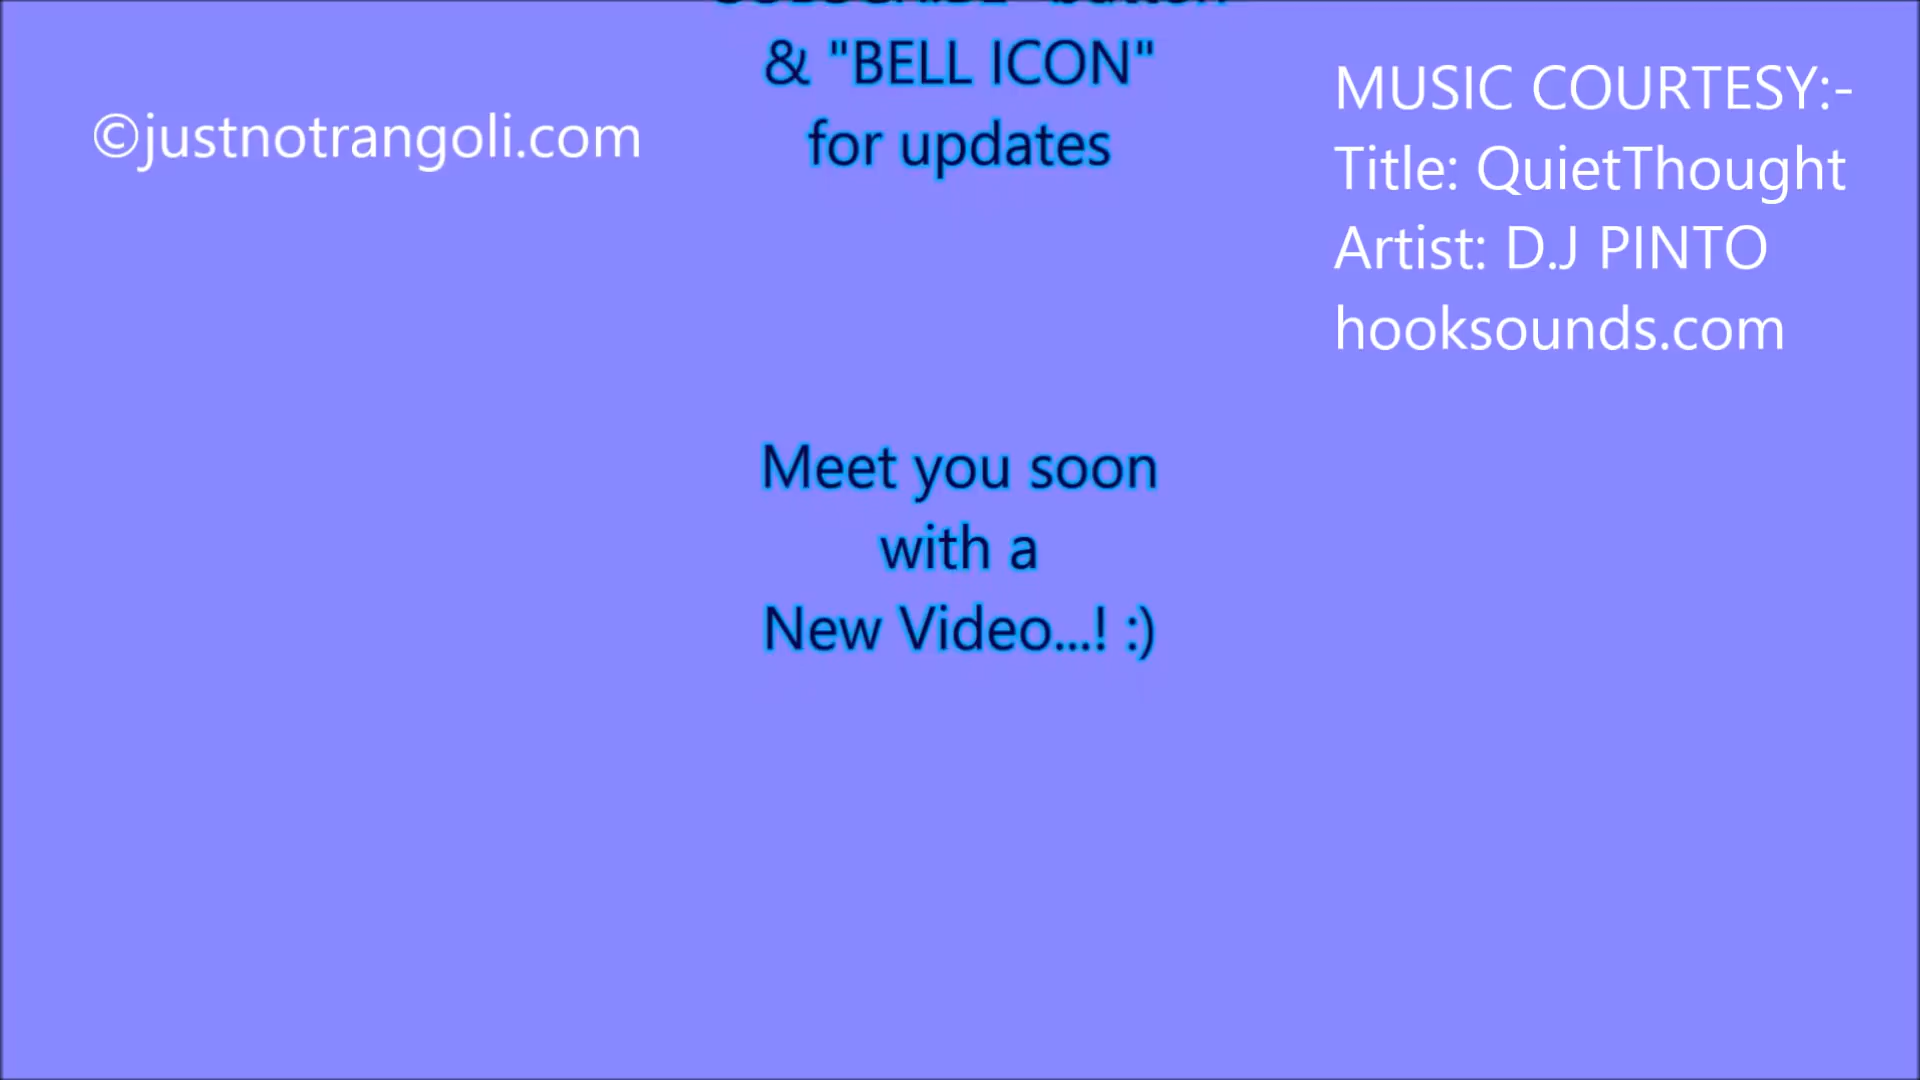 & "BELL ICON"
for updates
©justnotrangoli.com
MUSIC COURTESY:-
Title: QuietThought
Artist: D.J PINTO
hooksounds.com
Meet you soon
with a
New Video...! :)